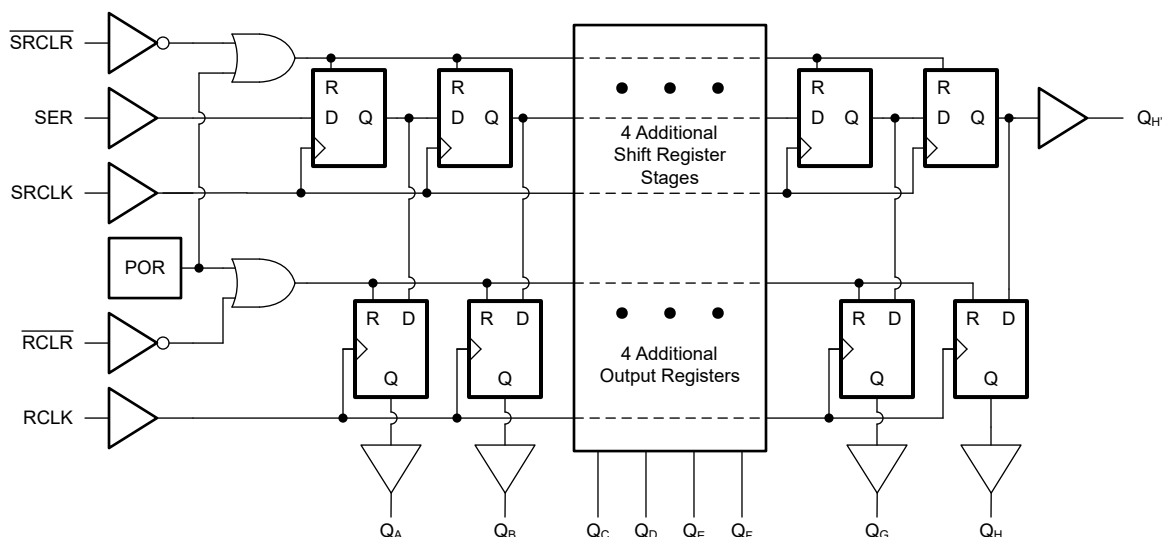 SRCLR
SER
SRCLK
POR
RCLR
RCLK
R
D Q
R
D Q
4 Additional
Shift Register
Stages
R
D Q
R
D Q
QH'
R D
Q
R D
Q
4 Additional
Output Registers
R D
Q
R D
Q
QA
QB
QC
QD
QE
QF
QG
QH